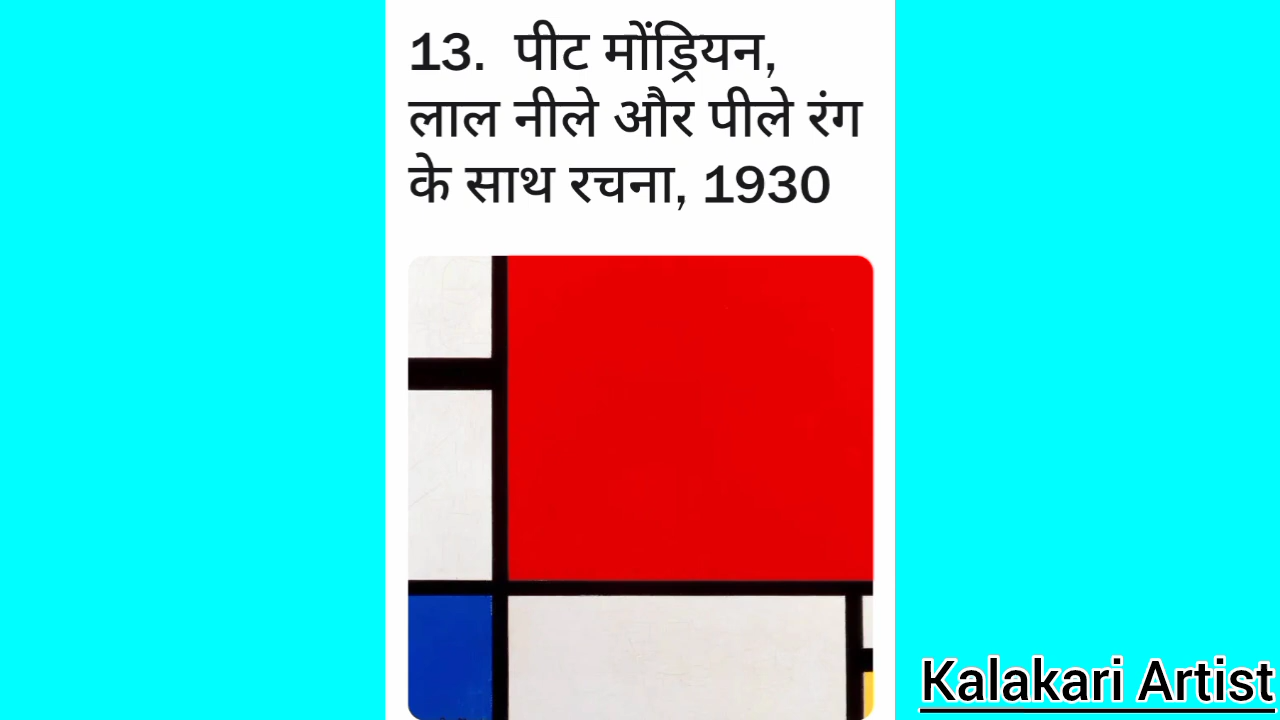 13. पीट मोंड्रियन,
लाल नीले और पीले रंग
के साथ रचना, 1930
Kalakari Artist